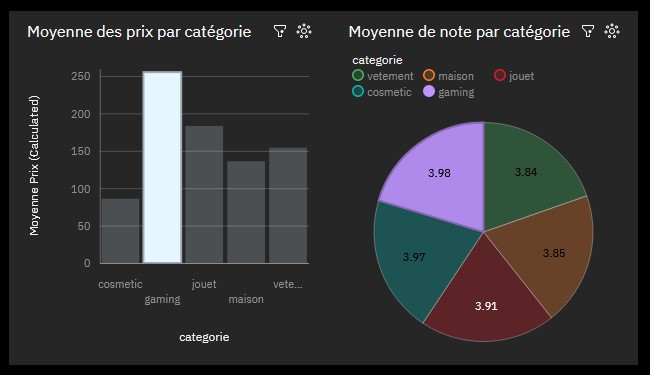 Moyenne des prix par catégorie
Moyenne Prix (Calculated)
250
200
150
100
50
0
cosmetic
gaming
jouet
maison
vete...
categorie
Moyenne de note par catégorie
categorie
vetement maison jouet
cosmetic gaming
3.98
3.84
3.97
3.85
3.91